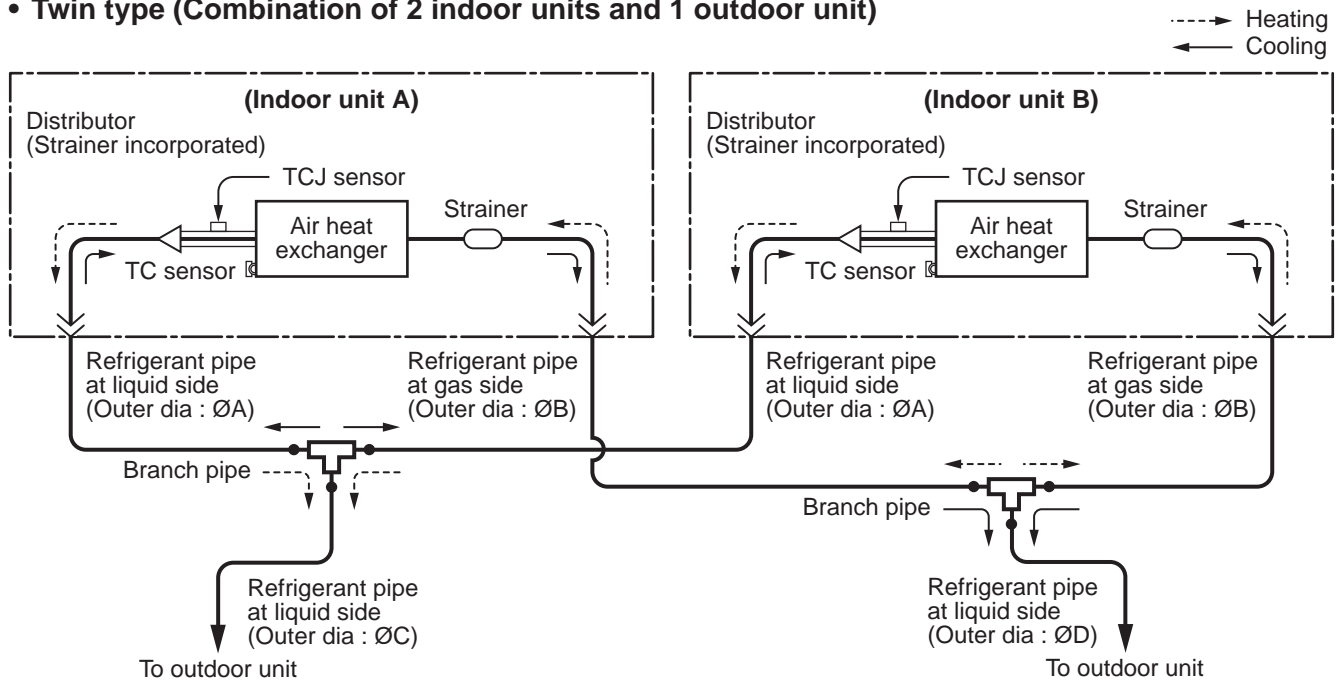 • Twin type (Combination of 2 indoor units and 1 outdoor unit)
Heating
Cooling
(Indoor unit A)
Distributor
(Strainer incorporated)
TCJ sensor
Air heat
exchanger
Strainer
TC sensor
(Indoor unit B)
Distributor
(Strainer incorporated)
TCJ sensor
Air heat
exchanger
Strainer
TC sensor
Refrigerant pipe
at liquid side
(Outer dia : ØA)
Refrigerant pipe
at gas side
(Outer dia : ØB)
Refrigerant pipe
at liquid side
(Outer dia : ØA)
Refrigerant pipe
at gas side
(Outer dia : ØB)
Branch pipe
Branch pipe
Refrigerant pipe
at liquid side
(Outer dia : ØC)
To outdoor unit
Refrigerant pipe
at liquid side
(Outer dia : ØD)
To outdoor unit